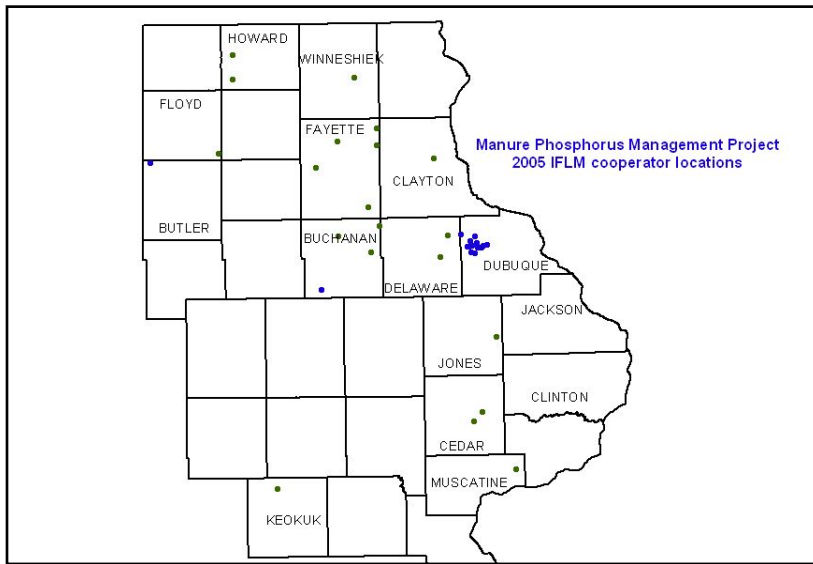 HOWARD
WINNESHIEK
FLOYD
FAYETTE
Manure Phosphorus Management Project
2005 IFLM cooperator locations
CLAYTON
BUTLER
BUCHANAN
DUBUQUE
DELAWARE
JACKSON
JONES
CLINTON
CEDAR
MUSCATINE
KEOKUK